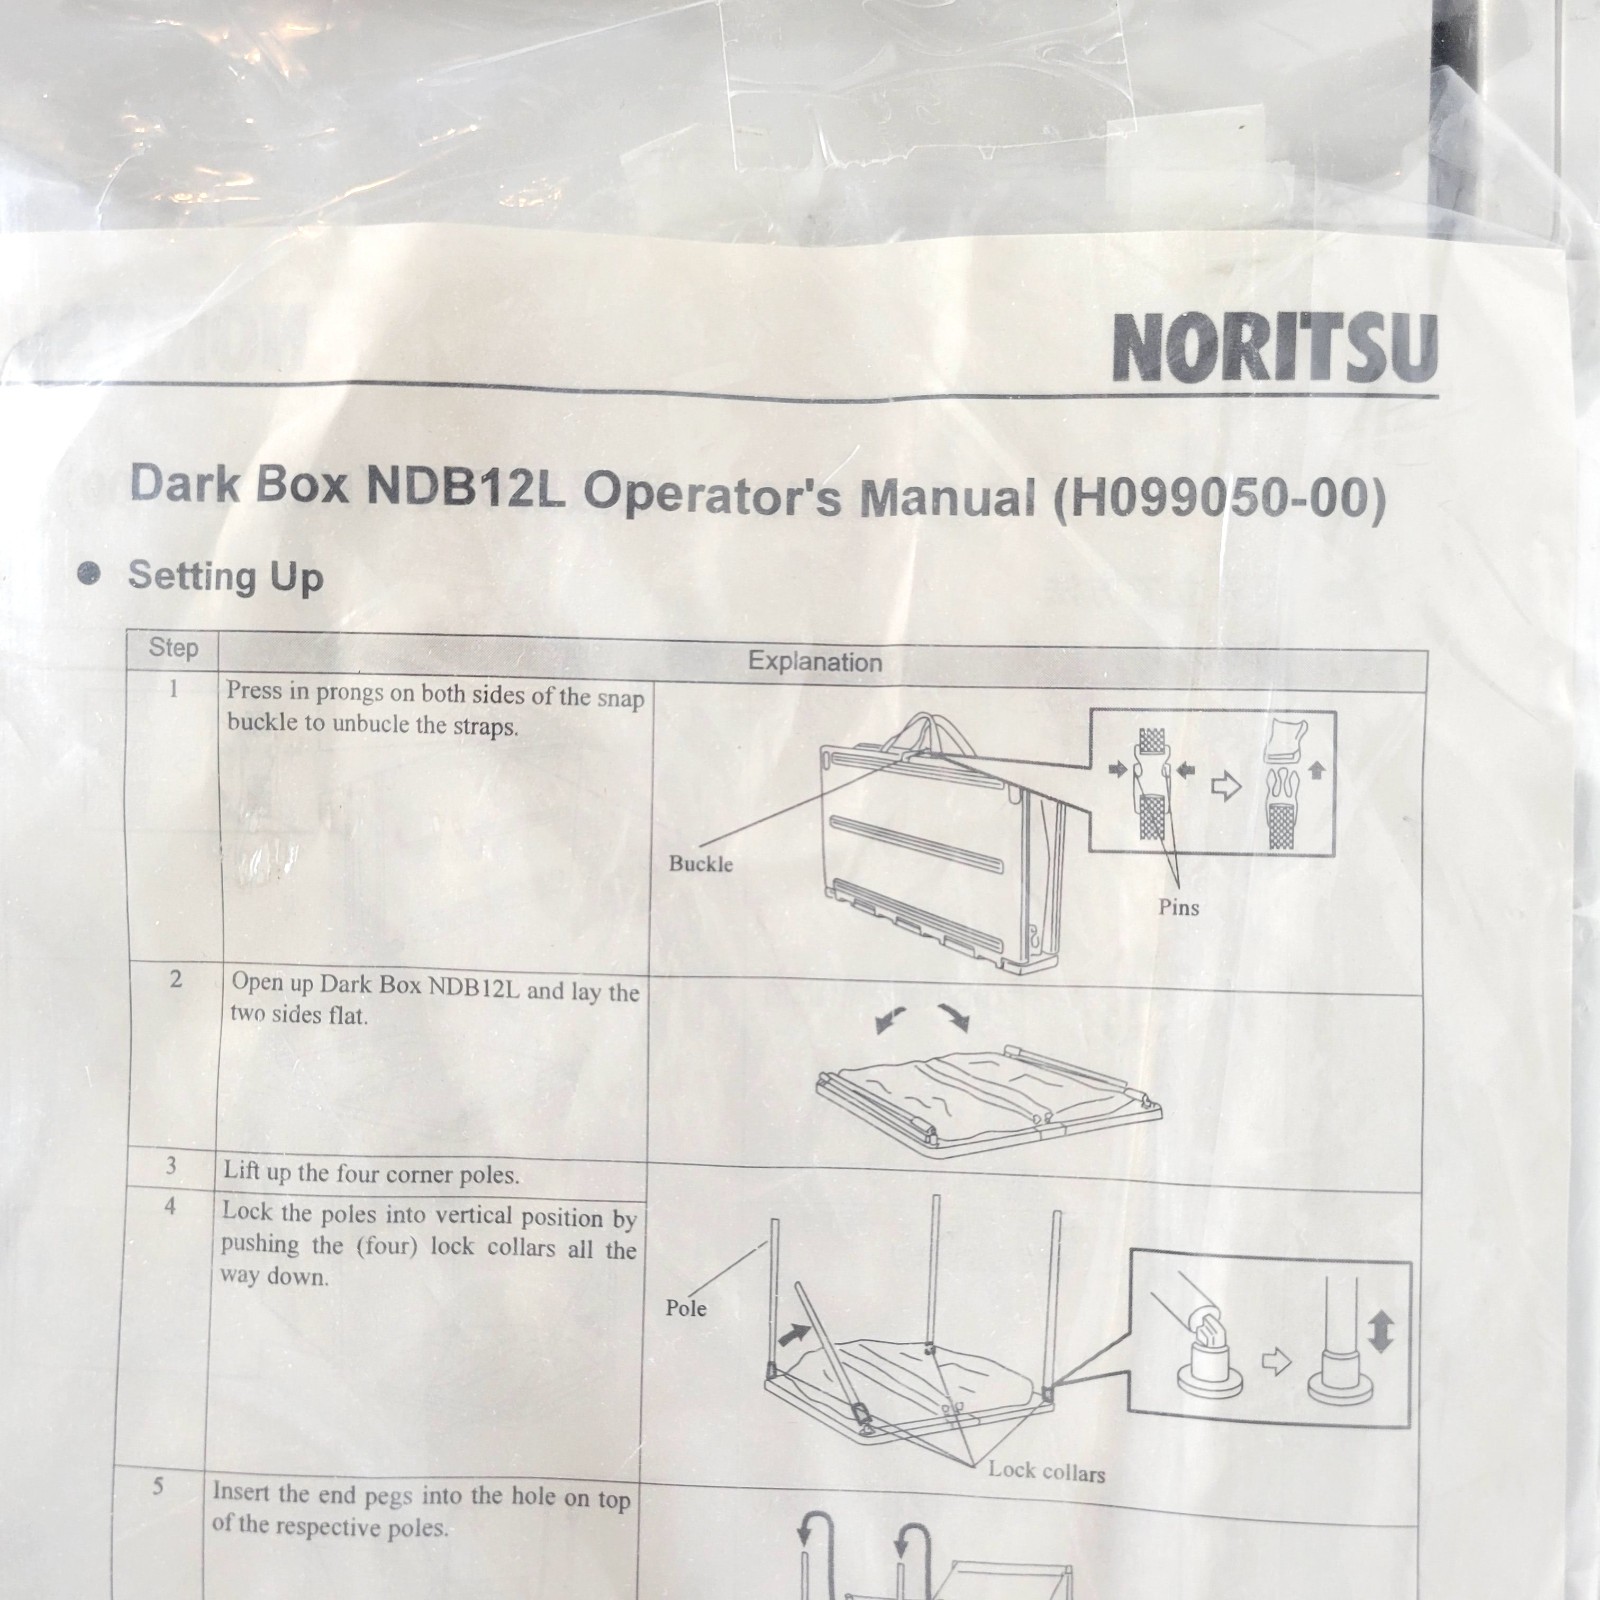 NORITSU
Dark Box NDB12L Operator's Manual (H099050-00)
● Setting Up
Step
Explanation
1
Press in prongs on both sides of the snap
buckle to unbucle the straps.
Buckle
Pins
2
Open up Dark Box NDB12L and lay the
two sides flat.
3
Lift up the four corner poles.
4
Lock the poles into vertical position by
pushing the (four) lock collars all the
way down.
Pole
Lock collars
5
Insert the end pegs into the hole on top
of the respective poles.